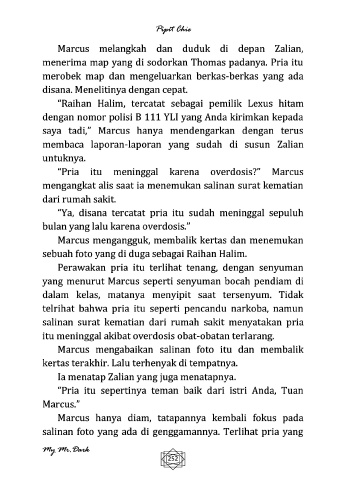 Pipit Chie
Marcus melangkah dan duduk di depan Zalian,
menerima map yang di sodorkan Thomas padanya. Pria itu
merobek map dan mengeluarkan berkas-berkas yang ada
disana. Menelitinya dengan cepat.
"Raihan Halim, tercatat sebagai pemilik Lexus hitam
dengan nomor polisi B 111 YLI yang Anda kirimkan kepada
saya tadi," Marcus hanya mendengarkan dengan terus
membaca laporan-laporan yang sudah di susun Zalian
untuknya.
"Pria itu meninggal karena overdosis?" Marcus
mengangkat alis saat ia menemukan salinan surat kematian
dari rumah sakit.
"Ya, disana tercatat pria itu sudah meninggal sepuluh
bulan yang lalu karena overdosis."
Marcus mengangguk, membalik kertas dan menemukan
sebuah foto yang di duga sebagai Raihan Halim.
Perawakan pria itu terlihat tenang, dengan senyuman
yang menurut Marcus seperti senyuman bocah pendiam di
dalam kelas, matanya menyipit saat tersenyum. Tidak
telrihat bahwa pria itu seperti pencandu narkoba, namun
salinan surat kematian dari rumah sakit menyatakan pria
itu meninggal akibat overdosis obat-obatan terlarang.
Marcus mengabaikan salinan foto itu dan membalik
kertas terakhir. Lalu terhenyak di tempatnya.
Ia menatap Zalian yang juga menatapnya.
"Pria itu sepertinya teman baik dari istri Anda, Tuan
Marcus."
Marcus hanya diam, tatapannya kembali fokus pada
salinan foto yang ada di genggamannya. Terlihat pria yang
My Mr.Dark
252